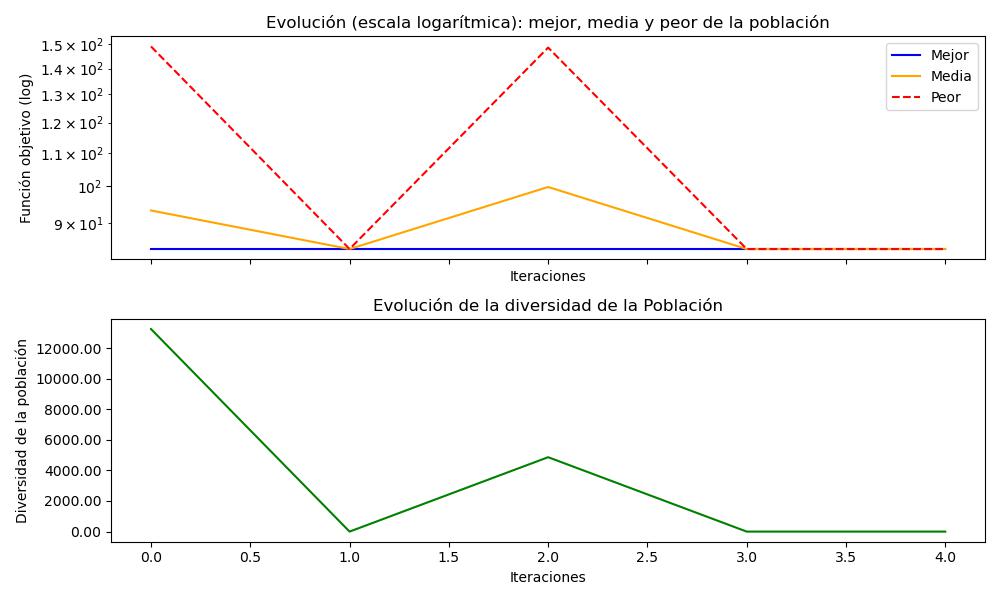 Evolución (escala logarítmica): mejor, media y peor de la población
Función objetivo (log)
1.5 × 10²
1.4 × 10²
1.3 × 10²
1.2 × 10²
1.1 × 10²
10²
9 × 10¹
Mejor
Media
Peor
Iteraciones
Evolución de la diversidad de la Población
Diversidad de la población
12000.00
10000.00
8000.00
6000.00
4000.00
2000.00
0.00
0.0 0.5 1.0 1.5 2.0 2.5 3.0 3.5 4.0
Iteraciones